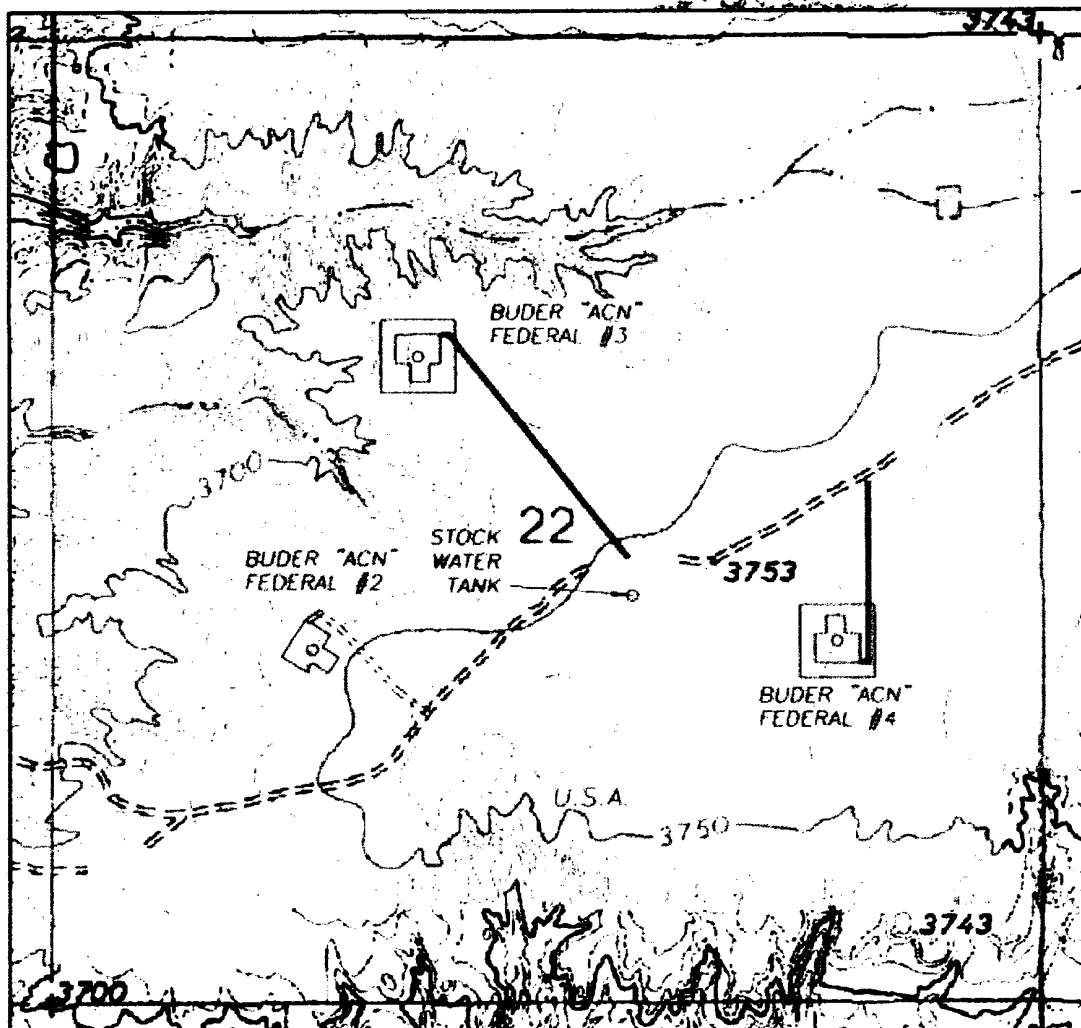 3743
BUDER "ACN"
FEDERAL #3
3700
STOCK
WATER
TANK
22
BUDER "ACN"
FEDERAL #2
3753
BUDER "ACN"
FEDERAL #4
U.S.A.
3750
3743
3700